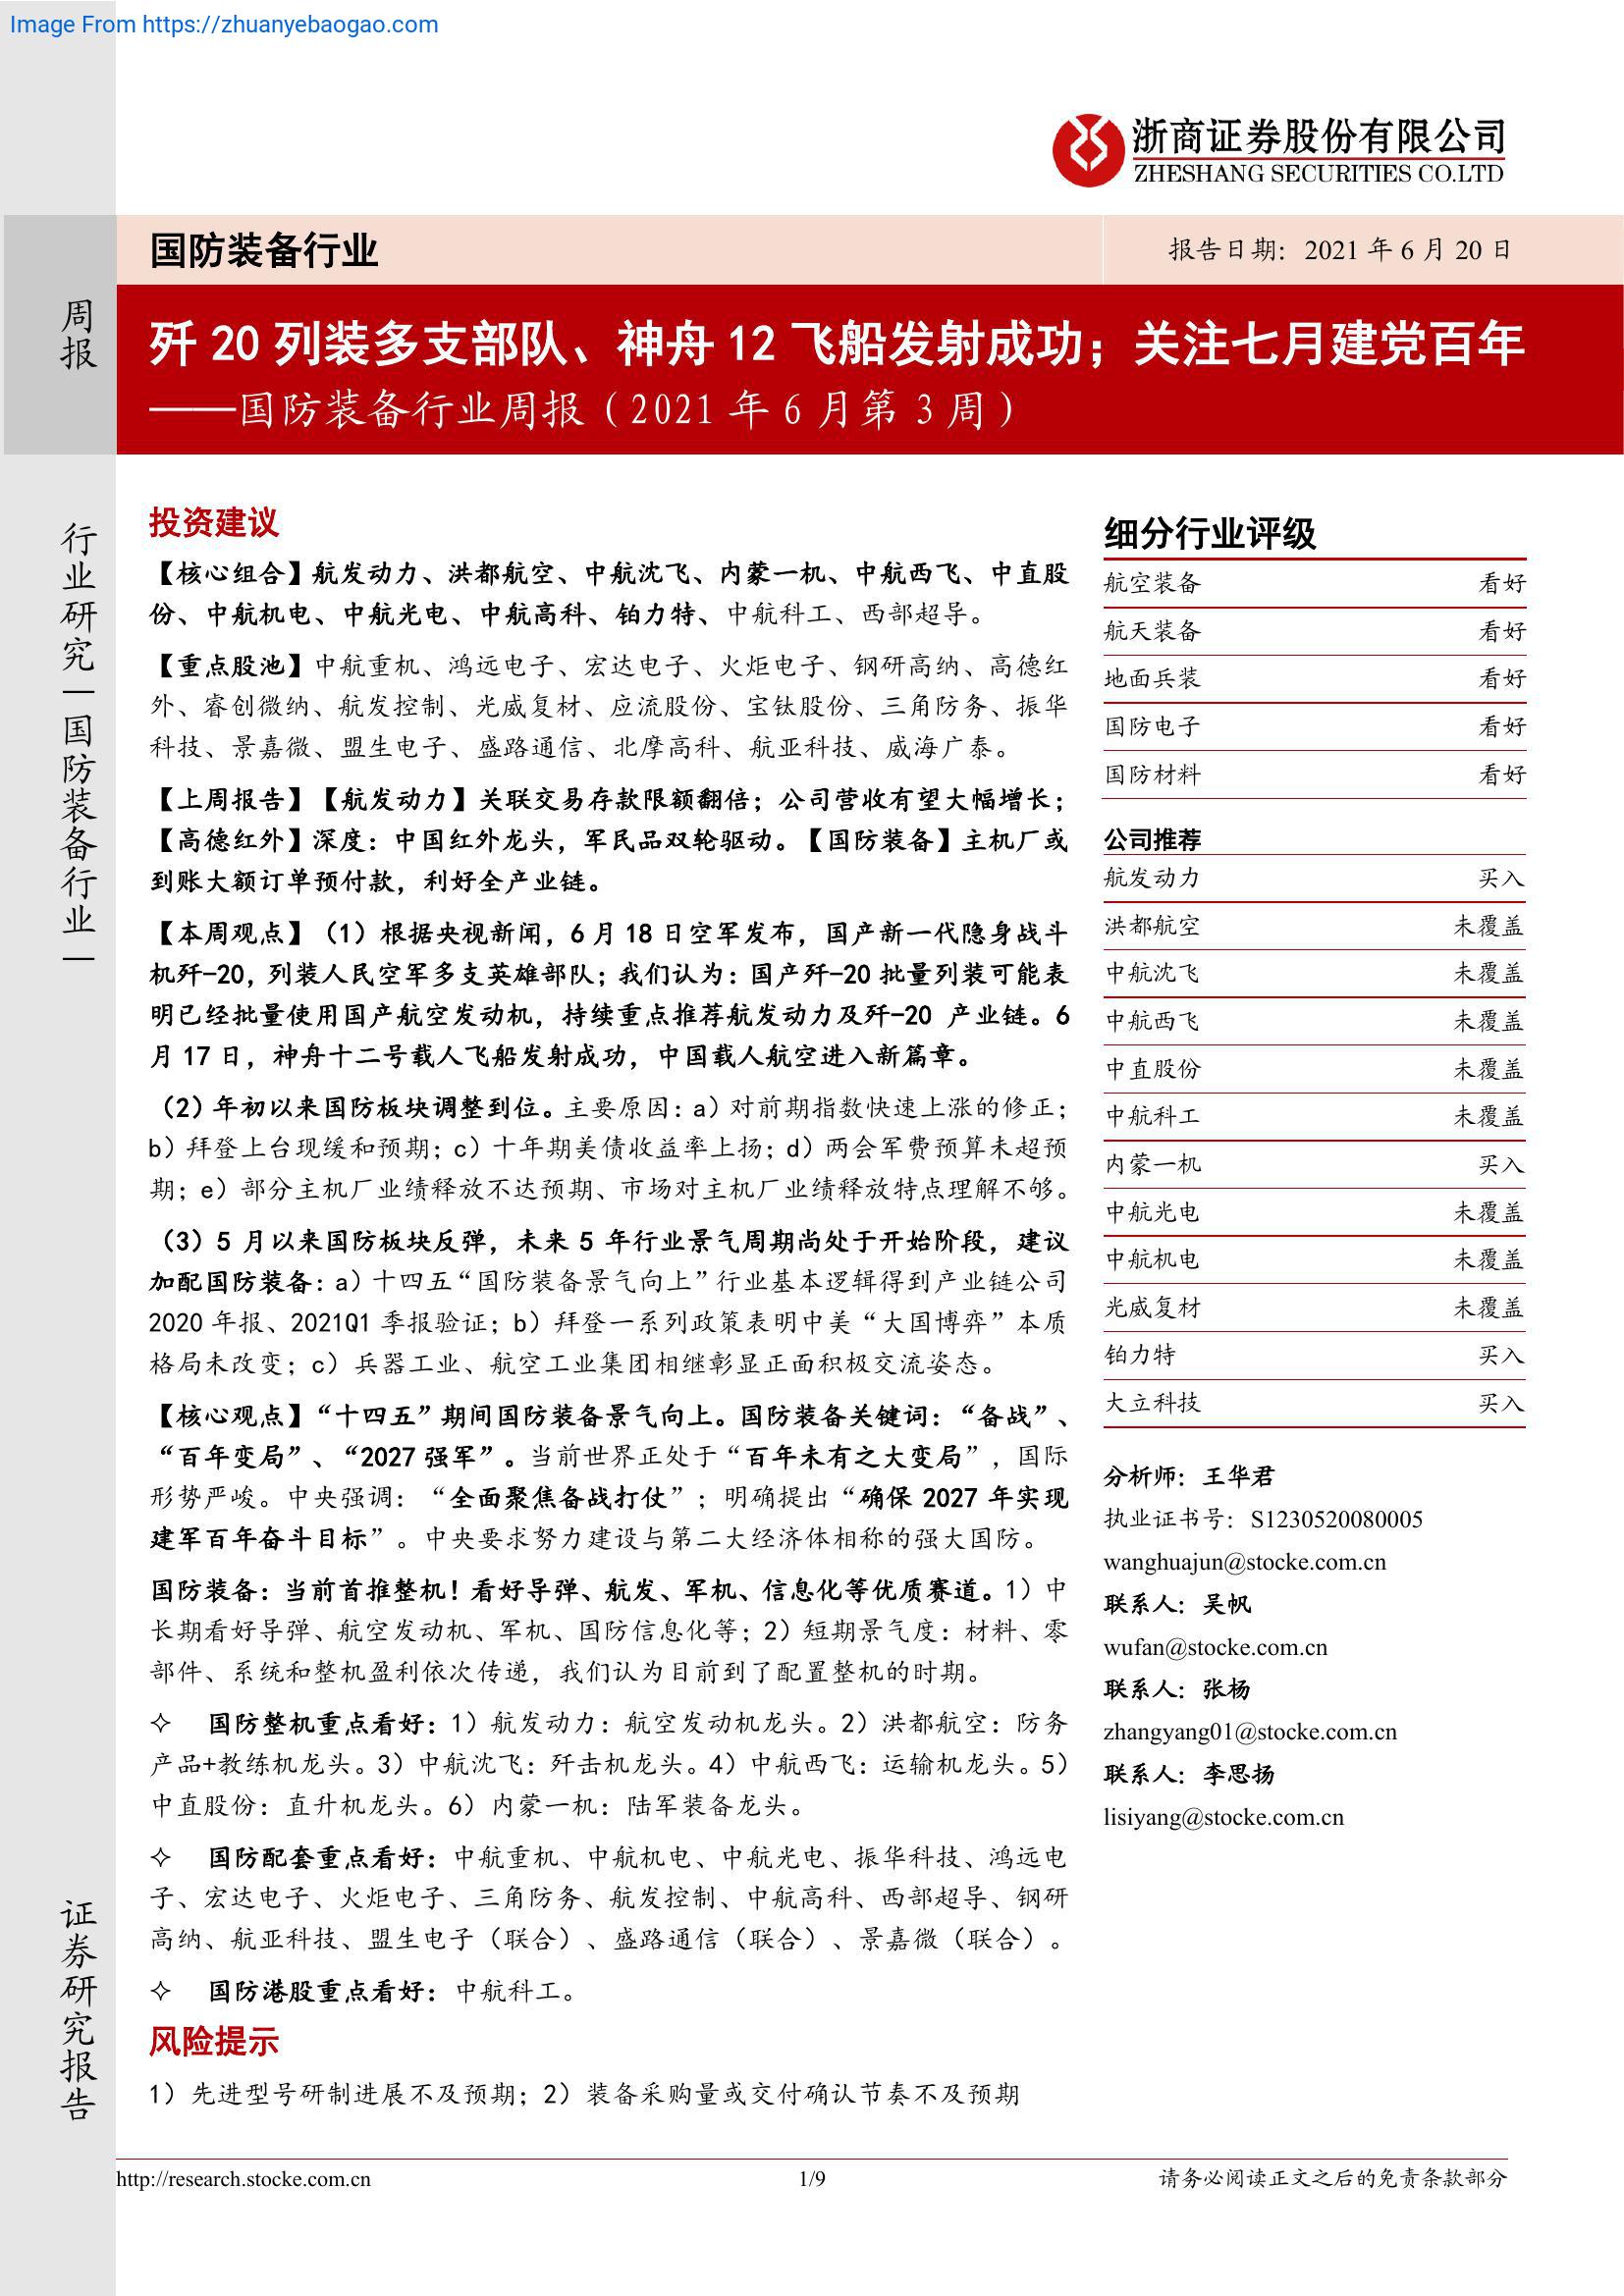 Image From https://zhuanyebaogao.com
浙商证券股份有限公司
ZHESHANG SECURITIES CO.LTD
国防装备行业
报告日期：2021 年 6 月 20 日
周报
歼 20 列装多支部队、神舟 12 飞船发射成功；关注七月建党百年
——国防装备行业周报（2021 年 6 月第 3 周）
行业研究｜国防装备行业｜
证券研究报告
投资建议
【核心组合】航发动力、洪都航空、中航沈飞、内蒙一机、中航西飞、中直股
份、中航机电、中航光电、中航高科、铂力特、中航科工、西部超导。
【重点股池】中航重机、鸿远电子、宏达电子、火炬电子、钢研高纳、高德红
外、睿创微纳、航发控制、光威复材、应流股份、宝钛股份、三角防务、振华
科技、景嘉微、盟生电子、盛路通信、北摩高科、航亚科技、威海广泰。
【上周报告】【航发动力】关联交易存款限额翻倍；公司营收有望大幅增长；
【高德红外】深度：中国红外龙头，军民品双轮驱动。【国防装备】主机厂或
到账大额订单预付款，利好全产业链。
【本周观点】（1）根据央视新闻，6 月 18 日空军发布，国产新一代隐身战斗
机歼-20，列装人民空军多支英雄部队；我们认为：国产歼-20 批量列装可能表
明已经批量使用国产航空发动机，持续重点推荐航发动力及歼-20 产业链。6
月 17 日，神舟十二号载人飞船发射成功，中国载人航空进入新篇章。
（2）年初以来国防板块调整到位。主要原因：a）对前期指数快速上涨的修正；
b）拜登上台现缓和预期；c）十年期美债收益率上扬；d）两会军费预算未超预
期；e）部分主机厂业绩释放不达预期、市场对主机厂业绩释放特点理解不够。
（3）5 月以来国防板块反弹，未来 5 年行业景气周期尚处于开始阶段，建议
加配国防装备：a）十四五“国防装备景气向上”行业基本逻辑得到产业链公司
2020 年报、2021Q1 季报验证；b）拜登一系列政策表明中美“大国博弈”本质
格局未改变；c）兵器工业、航空工业集团相继彰显正面积极交流姿态。
【核心观点】“十四五”期间国防装备景气向上。国防装备关键词：“备战”、
“百年变局”、“2027 强军”。当前世界正处于“百年未有之大变局”，国际
形势严峻。中央强调：“全面聚焦备战打仗”；明确提出“确保 2027 年实现
建军百年奋斗目标”。中央要求努力建设与第二大经济体相称的强大国防。
国防装备：当前首推整机！看好导弹、航发、军机、信息化等优质赛道。1）中
长期看好导弹、航空发动机、军机、国防信息化等；2）短期景气度：材料、零
部件、系统和整机盈利依次传递，我们认为目前到了配置整机的时期。
✧ 国防整机重点看好：1）航发动力：航空发动机龙头。2）洪都航空：防务
产品+教练机龙头。3）中航沈飞：歼击机龙头。4）中航西飞：运输机龙头。5）
中直股份：直升机龙头。6）内蒙一机：陆军装备龙头。
✧ 国防配套重点看好：中航重机、中航机电、中航光电、振华科技、鸿远电
子、宏达电子、火炬电子、三角防务、航发控制、中航高科、西部超导、钢研
高纳、航亚科技、盟生电子（联合）、盛路通信（联合）、景嘉微（联合）。
✧ 国防港股重点看好：中航科工。
风险提示
1）先进型号研制进展不及预期；2）装备采购量或交付确认节奏不及预期
细分行业评级
航空装备 看好
航天装备 看好
地面兵装 看好
国防电子 看好
国防材料 看好
公司推荐
航发动力 买入
洪都航空 未覆盖
中航沈飞 未覆盖
中航西飞 未覆盖
中直股份 未覆盖
中航科工 未覆盖
内蒙一机 买入
中航光电 未覆盖
中航机电 未覆盖
光威复材 未覆盖
铂力特 买入
大立科技 买入
分析师：王华君
执业证书号：S1230520080005
wanghuajun@stocke.com.cn
联系人：吴帆
wufan@stocke.com.cn
联系人：张杨
zhangyang01@stocke.com.cn
联系人：李思扬
lisiyang@stocke.com.cn
http://research.stocke.com.cn
1/9
请务必阅读正文之后的免责条款部分